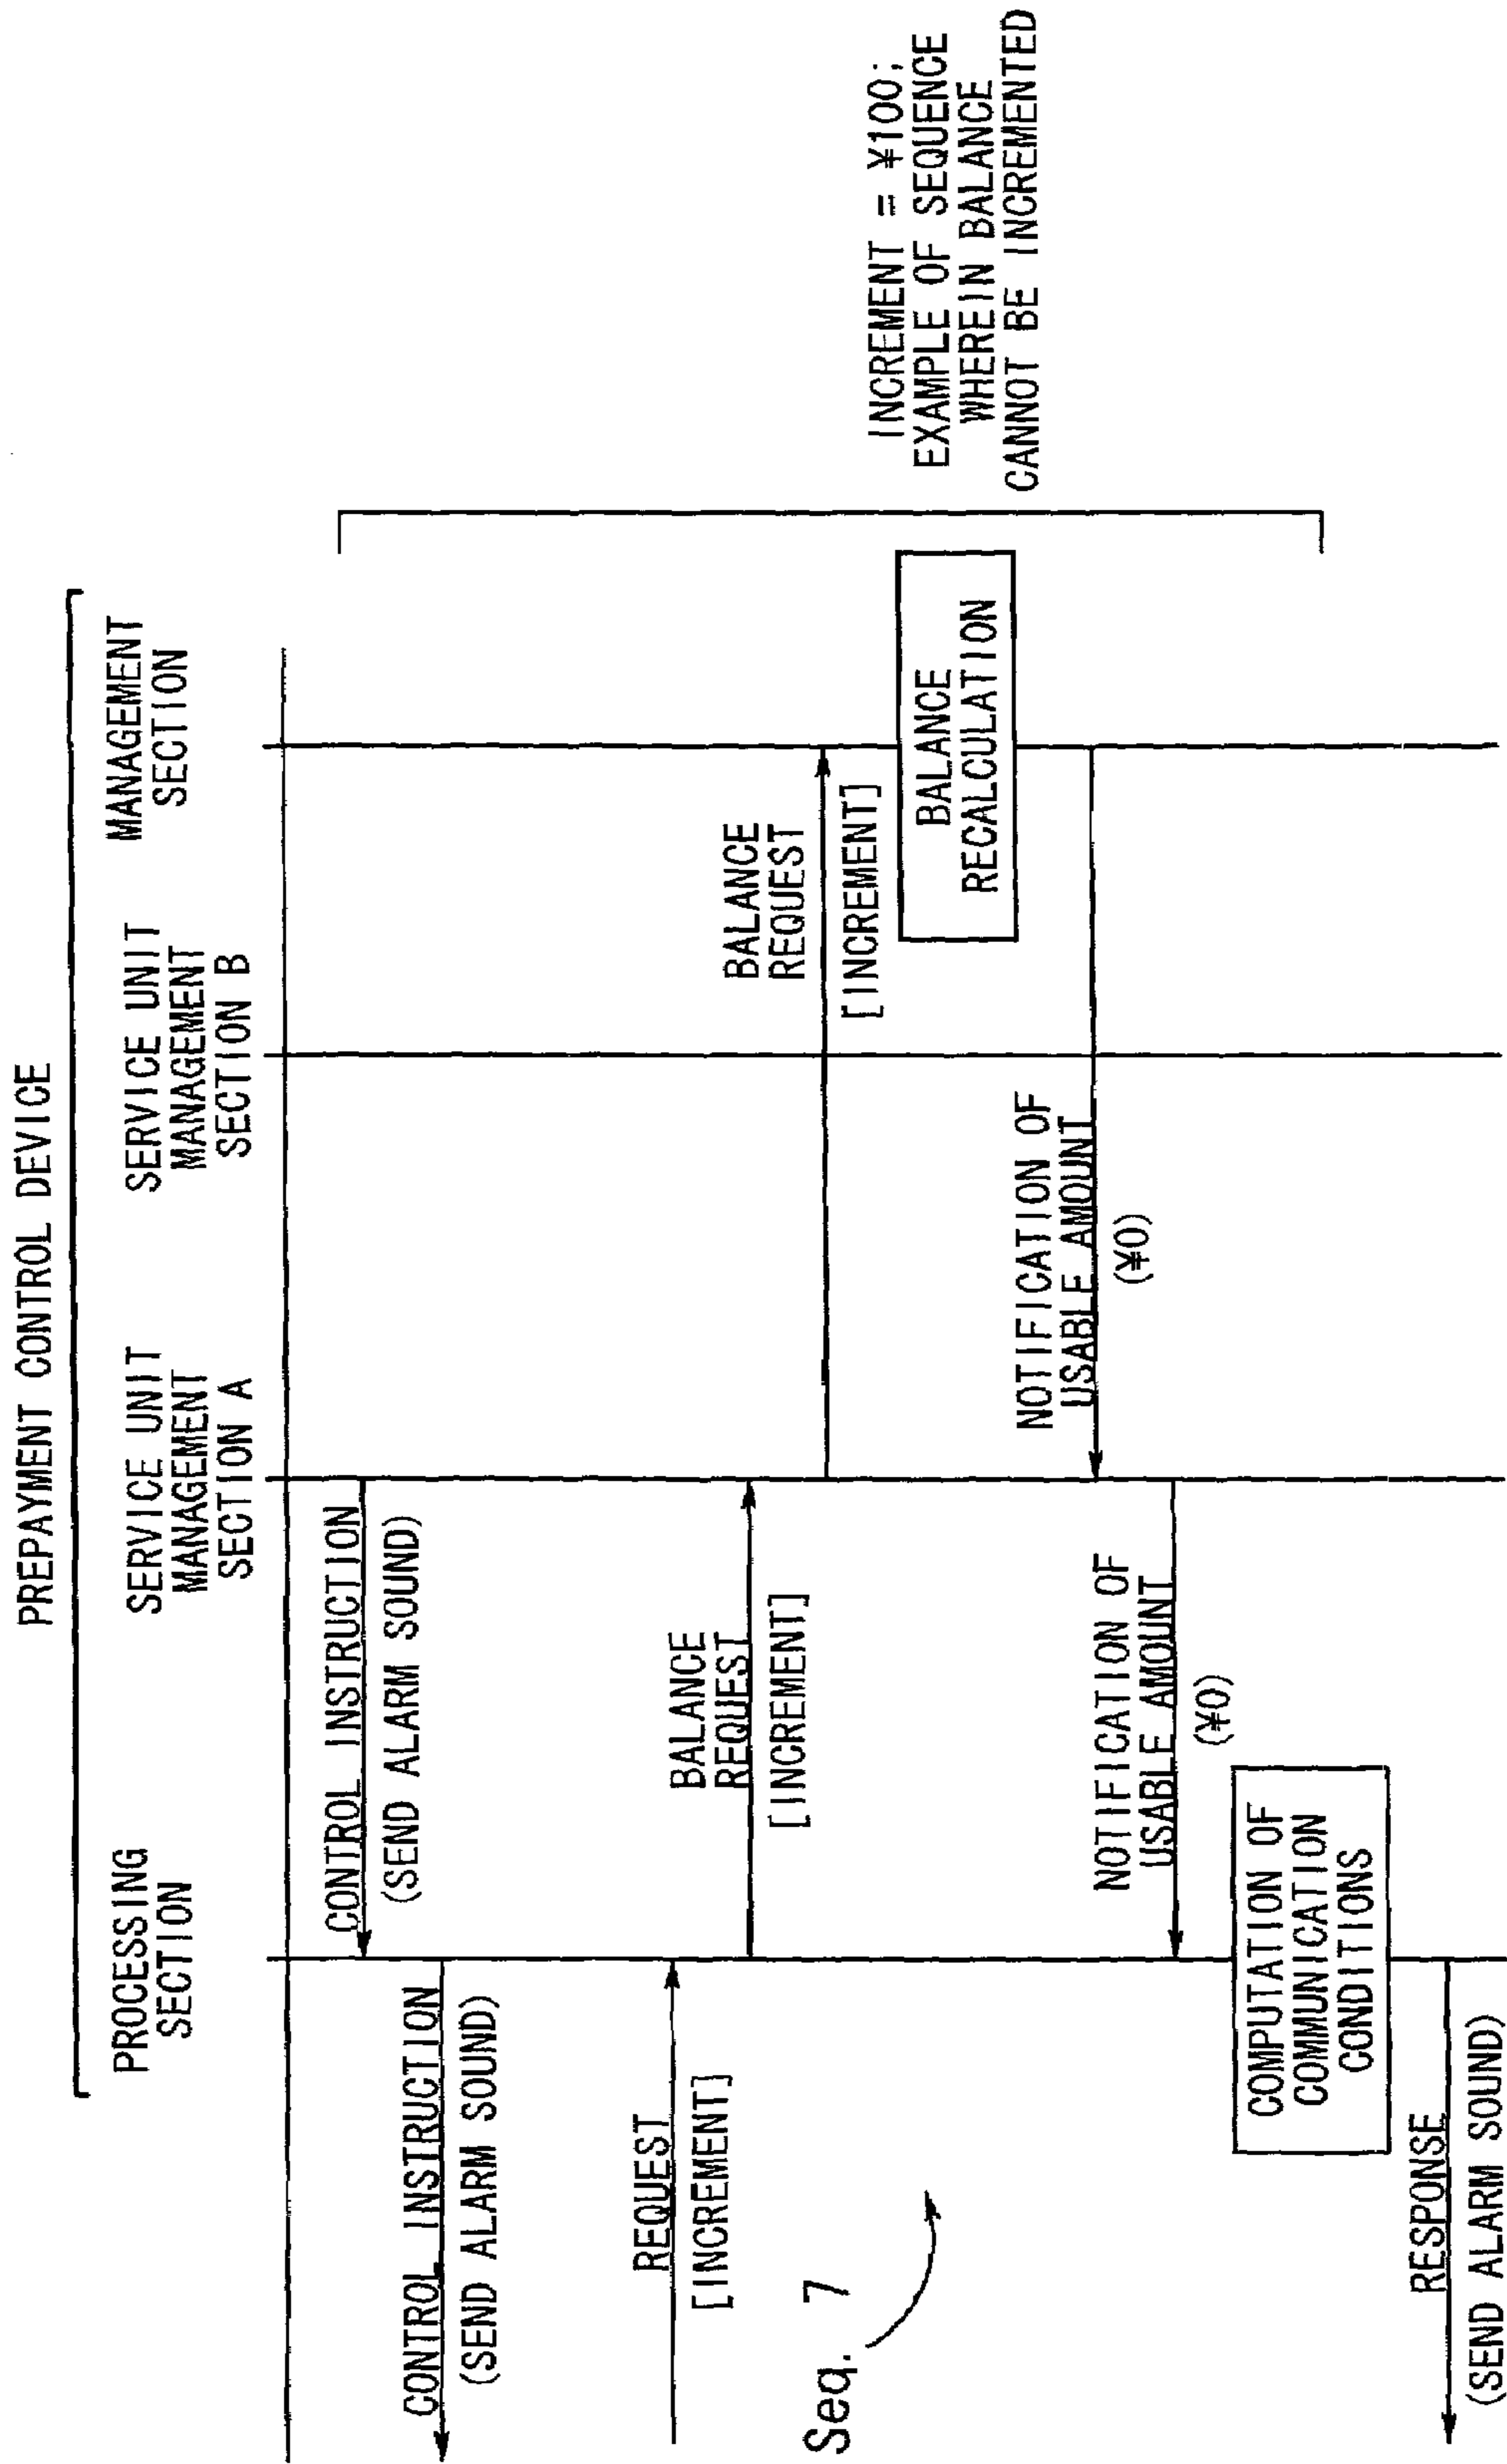 PREPAYMENT CONTROL DEVICE
PROCESSING
SECTION
SERVICE UNIT
MANAGEMENT
SECTION A
SERVICE UNIT
MANAGEMENT
SECTION B
MANAGEMENT
SECTION
CONTROL INSTRUCTION
(SEND ALARM SOUND)
CONTROL INSTRUCTION
(SEND ALARM SOUND)
REQUEST
[INCREMENT]
BALANCE
REQUEST
[INCREMENT]
BALANCE
REQUEST
[INCREMENT]
BALANCE
RECALCULATION
INCREMENT = ¥100;
EXAMPLE OF SEQUENCE
WHEREIN BALANCE
CANNOT BE INCREMENTED
Seq. 7
NOTIFICATION OF
USABLE AMOUNT
(¥0)
NOTIFICATION OF
USABLE AMOUNT
(¥0)
COMPUTATION OF
COMMUNICATION
CONDITIONS
RESPONSE
(SEND ALARM SOUND)